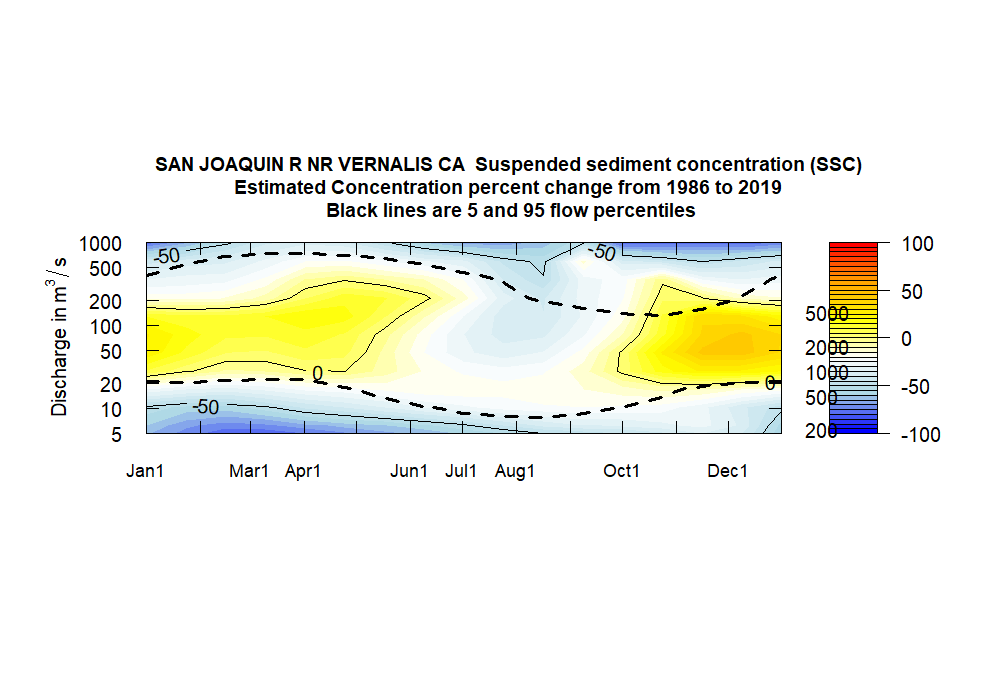 SAN JOAQUIN R NR VERNALIS CA  Suspended sediment concentration (SSC)
Estimated Concentration percent change from 1986 to 2019
Black lines are 5 and 95 flow percentiles
Discharge in m³/ s
1000
500
200
100
50
20
10
5
-50
-50
0
0
-50
Jan1
Mar1
Apr1
Jun1
Jul1
Aug1
Oct1
Dec1
5000
2000
1000
500
200
100
50
0
-50
-100